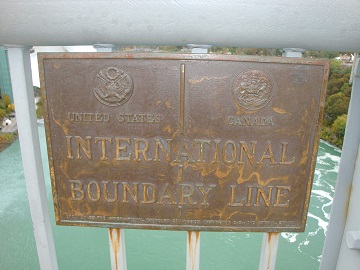 UNITED STATES
CANADA
INTERNATIONAL
BOUNDARY LINE